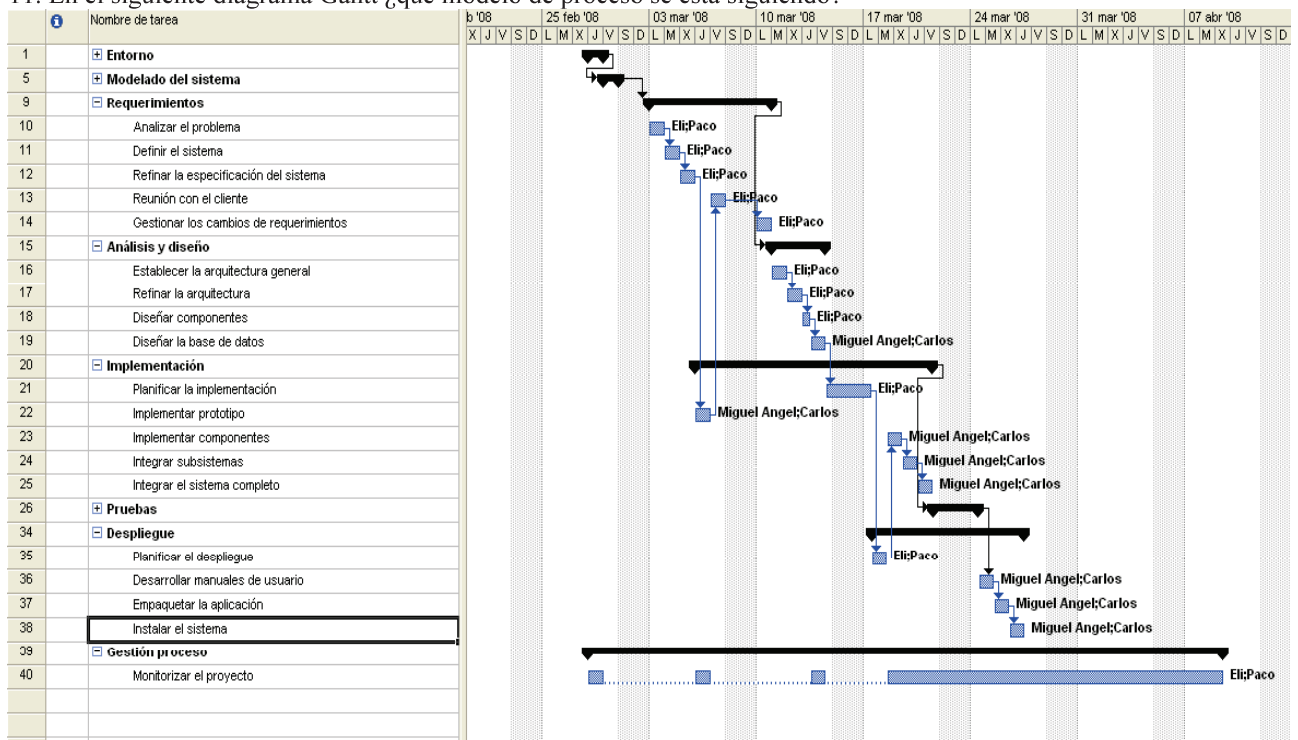 11. En el siguiente diagrama Gantt ¿qué modelo de proceso se está siguiendo?
Nombre de tarea b '08 25 feb '08 03 mar '08 10 mar '08 17 mar '08 24 mar '08 31 mar '08 07 abr '08
X J V S D L M X J V S D L M X J V S D L M X J V S D L M X J V S D L M X J V S D L M X J V S D L M X J V S D
1 Entorno
5 Modelado del sistema
9 Requerimientos
10 Analizar el problema Eli;Paco
11 Definir el sistema Eli;Paco
12 Refinar la especificación del sistema Eli;Paco
13 Reunión con el cliente Eli;Paco
14 Gestionar los cambios de requerimientos Eli;Paco
15 Análisis y diseño
16 Establecer la arquitectura general Eli;Paco
17 Refinar la arquitectura Eli;Paco
18 Diseñar componentes Eli;Paco
19 Diseñar la base de datos Miguel Angel;Carlos
20 Implementación
21 Planificar la implementación Eli;Paco
22 Implementar prototipo Miguel Angel;Carlos
23 Implementar componentes Miguel Angel;Carlos
24 Integrar subsistemas Miguel Angel;Carlos
25 Integrar el sistema completo Miguel Angel;Carlos
26 Pruebas
34 Despliegue
35 Planificar el despliegue Eli;Paco
36 Desarrollar manuales de usuario Miguel Angel;Carlos
37 Empaquetar la aplicación Miguel Angel;Carlos
38 Instalar el sistema Miguel Angel;Carlos
39 Gestión proceso
40 Monitorizar el proyecto Eli;Paco